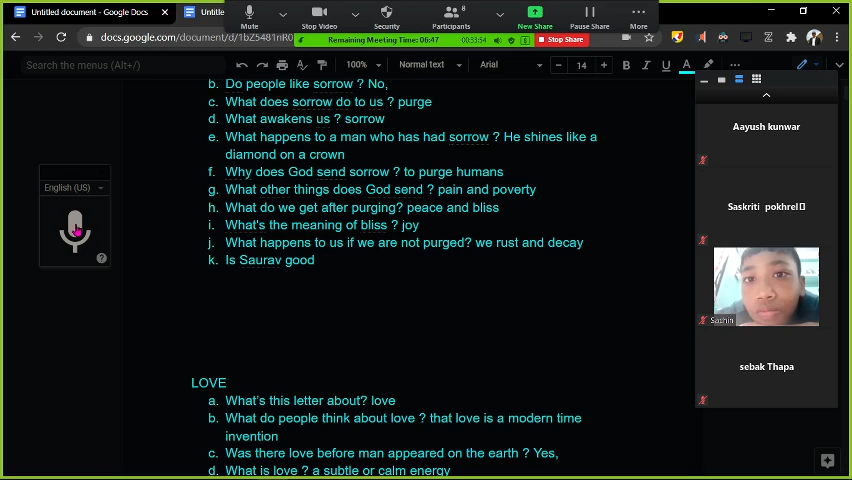 Untitled document - Google Docs
Untitled docume
Mute
Stop Video
Security
Participants
6
New Share
Pause Share
More
Remaining Meeting Time: 06:47
00:33:54
Stop Share
docs.google.com/document/d/1bZ5481nR0
Search the menus (Alt+/)
100%
Normal text
Arial
14
B I U A
b. Do people like sorrow ? No,
c. What does sorrow do to us ? purge
d. What awakens us ? sorrow
e. What happens to a man who has had sorrow ? He shines like a
diamond on a crown
f. Why does God send sorrow ? to purge humans
g. What other things does God send ? pain and poverty
h. What do we get after purging? peace and bliss
i. What's the meaning of bliss ? joy
j. What happens to us if we are not purged? we rust and decay
k. Is Saurav good
English (US)
LOVE
a. What's this letter about? love
b. What do people think about love ? that love is a modern time
invention
c. Was there love before man appeared on the earth ? Yes,
d. What is love ? a subtle or calm energy
Aayush kunwar
Saskriti pokhrel
Sashin
sebak Thapa